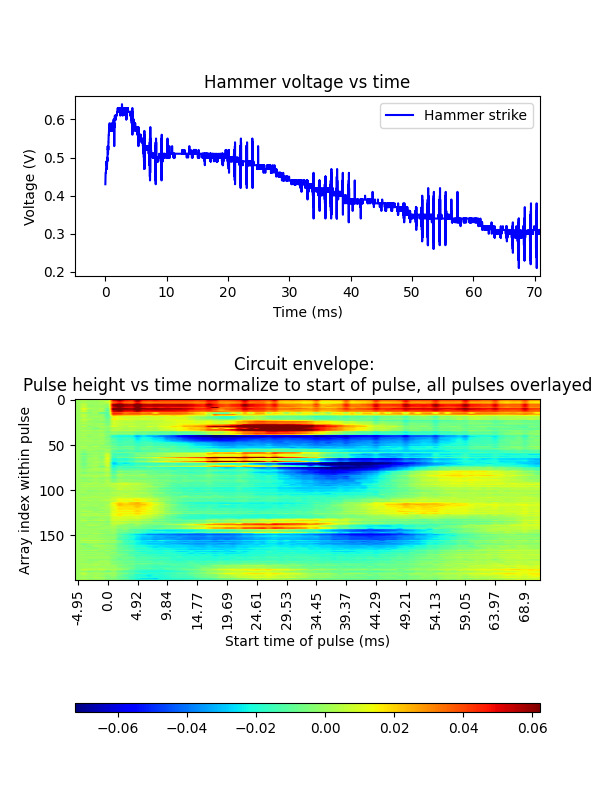 Hammer voltage vs time
Hammer strike
Voltage (V)
0.6
0.5
0.4
0.3
0.2
0 10 20 30 40 50 60 70
Time (ms)
Circuit envelope:
Pulse height vs time normalize to start of pulse, all pulses overlayed
Array index within pulse
0
50
100
150
-4.95 0.0 4.92 9.84 14.77 19.69 24.61 29.53 34.45 39.37 44.29 49.21 54.13 59.05 63.97 68.9
Start time of pulse (ms)
−0.06 −0.04 −0.02 0.00 0.02 0.04 0.06